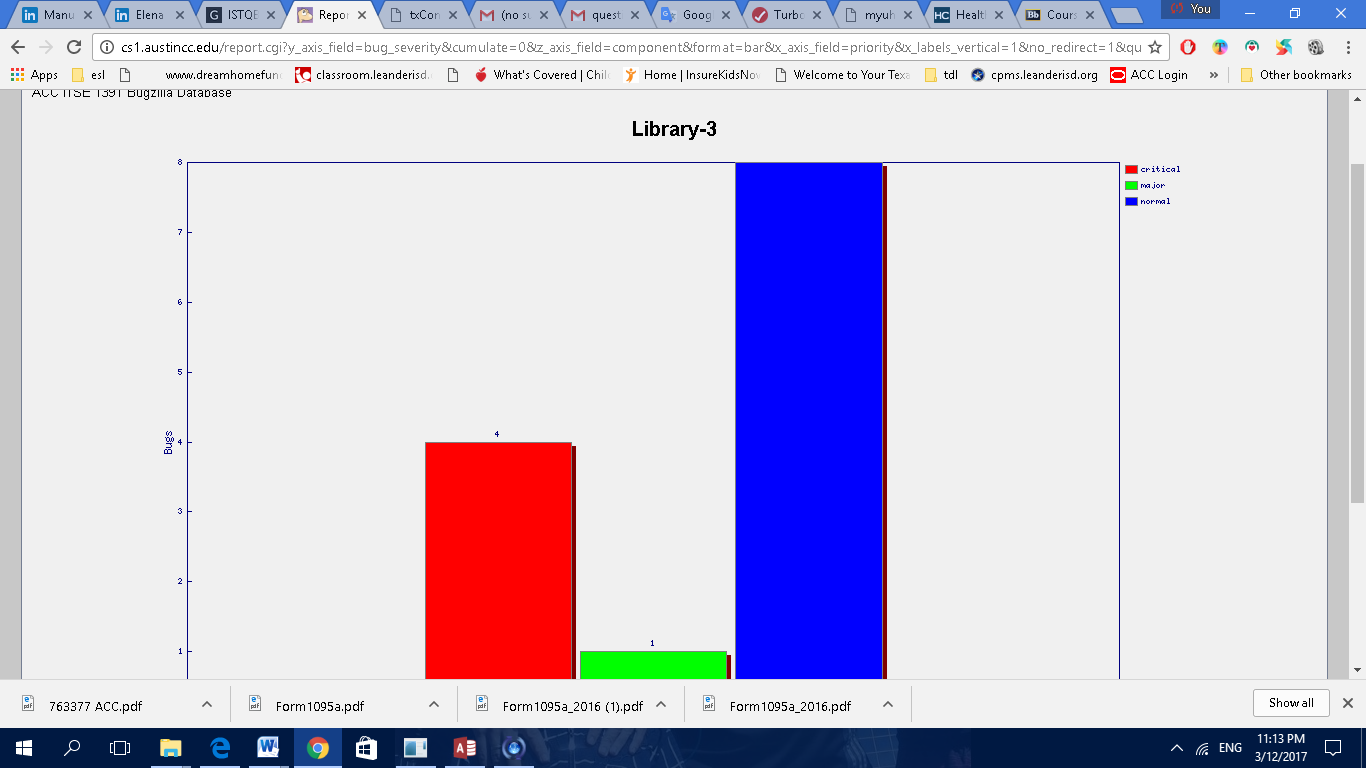 Manu
Elena
ISTQB
Repor
txCon
(no su
quest
Goog
Turbo
myuh
Healt
Cours
You
cs1.austincc.edu/report.cgi?y_axis_field=bug_severity&cumulate=0&z_axis_field=component&format=bar&x_axis_field=priority&x_labels_vertical=1&no_redirect=1&qu
Apps
esl
www.dreamhomefun
classroom.leanderisd.
What's Covered | Chil
Home | InsureKidsNo
Welcome to Your Texa
tdl
cpms.leanderisd.org
ACC Login
»
Other bookmarks
ACC ITSE 1391 Bugzilla Database
Library-3
8
7
6
5
4
3
2
1
Bugs
4
1
critical
major
normal
763377 ACC.pdf
Form1095a.pdf
Form1095a_2016 (1).pdf
Form1095a_2016.pdf
Show all
ENG
11:13 PM
3/12/2017